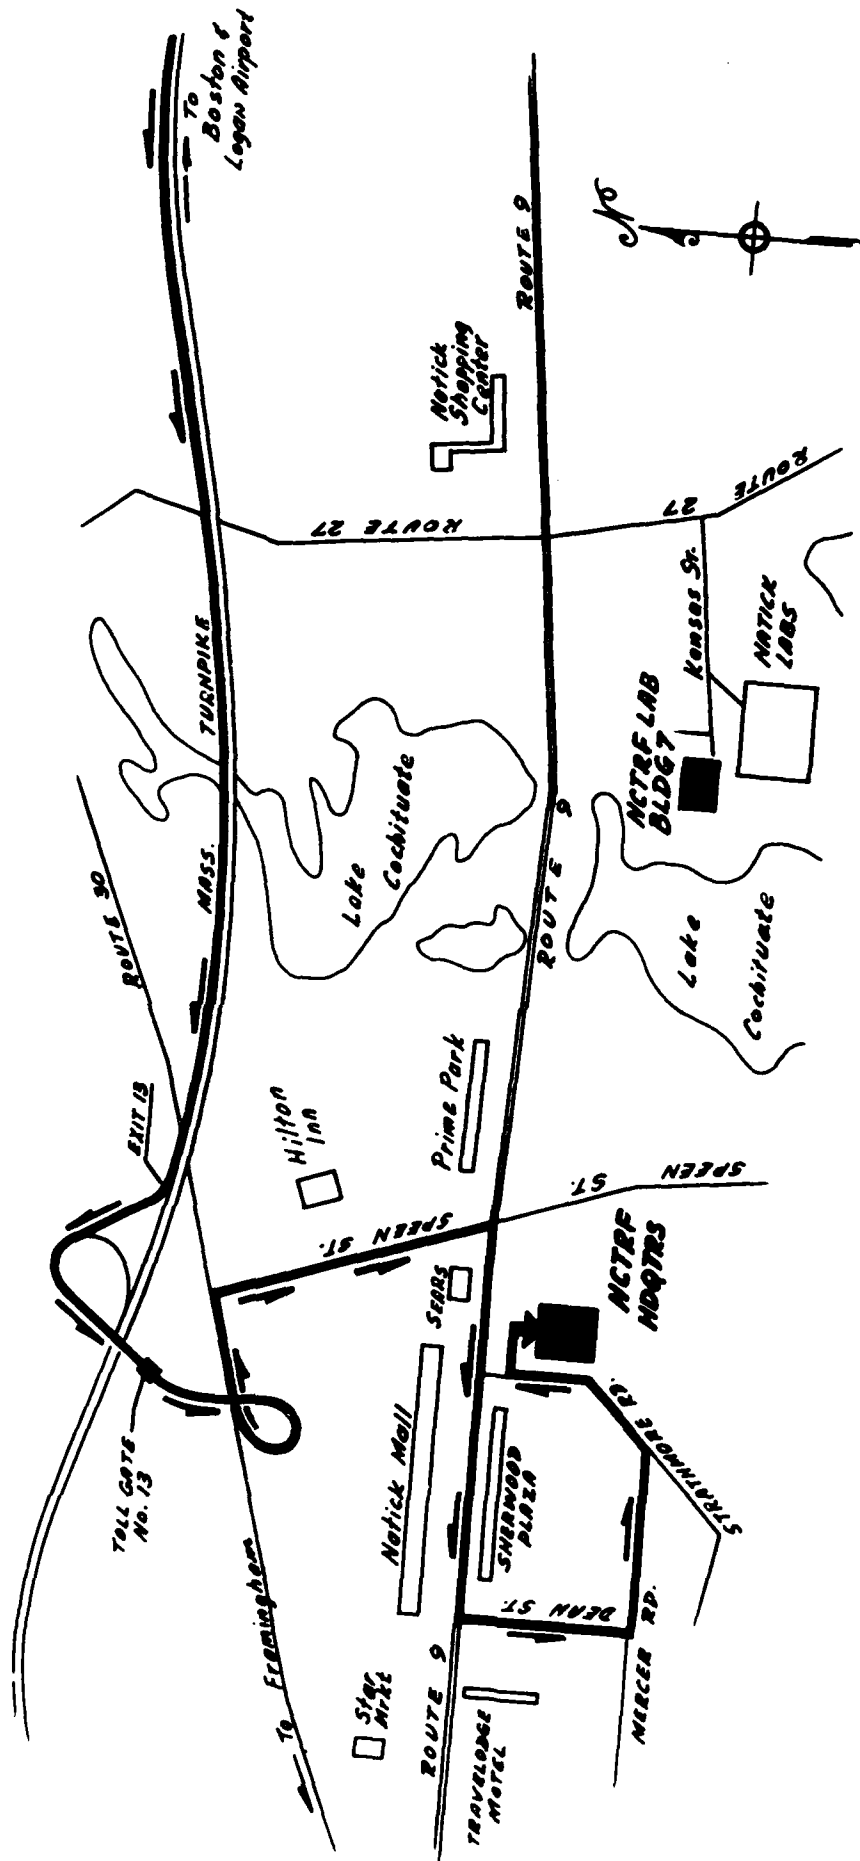 To
Boston &
Logan Airport
ROUTE 9
N
Natick
Shopping
Center
ROUTE 27
27
ROUTE
Kansas St.
NATICK
LABS
NCTRF LAB
BLDG 7
MASS. TURNPIKE
ROUTE 30
Lake
Cochituate
ROUTE 9
Lake
Cochituate
EXIT 13
Hilton
Inn
Prime Park
SPEEN ST.
SPEEN ST.
SEARS
NCTRF
HDQTRS
TOLL GATE
NO. 13
Natick Mall
SHERWOOD
PLAZA
STRATHMORE RD.
DEAN ST.
MERCER RD.
To Framingham
Star
Mrkt
ROUTE 9
TRAVELODGE
MOTEL